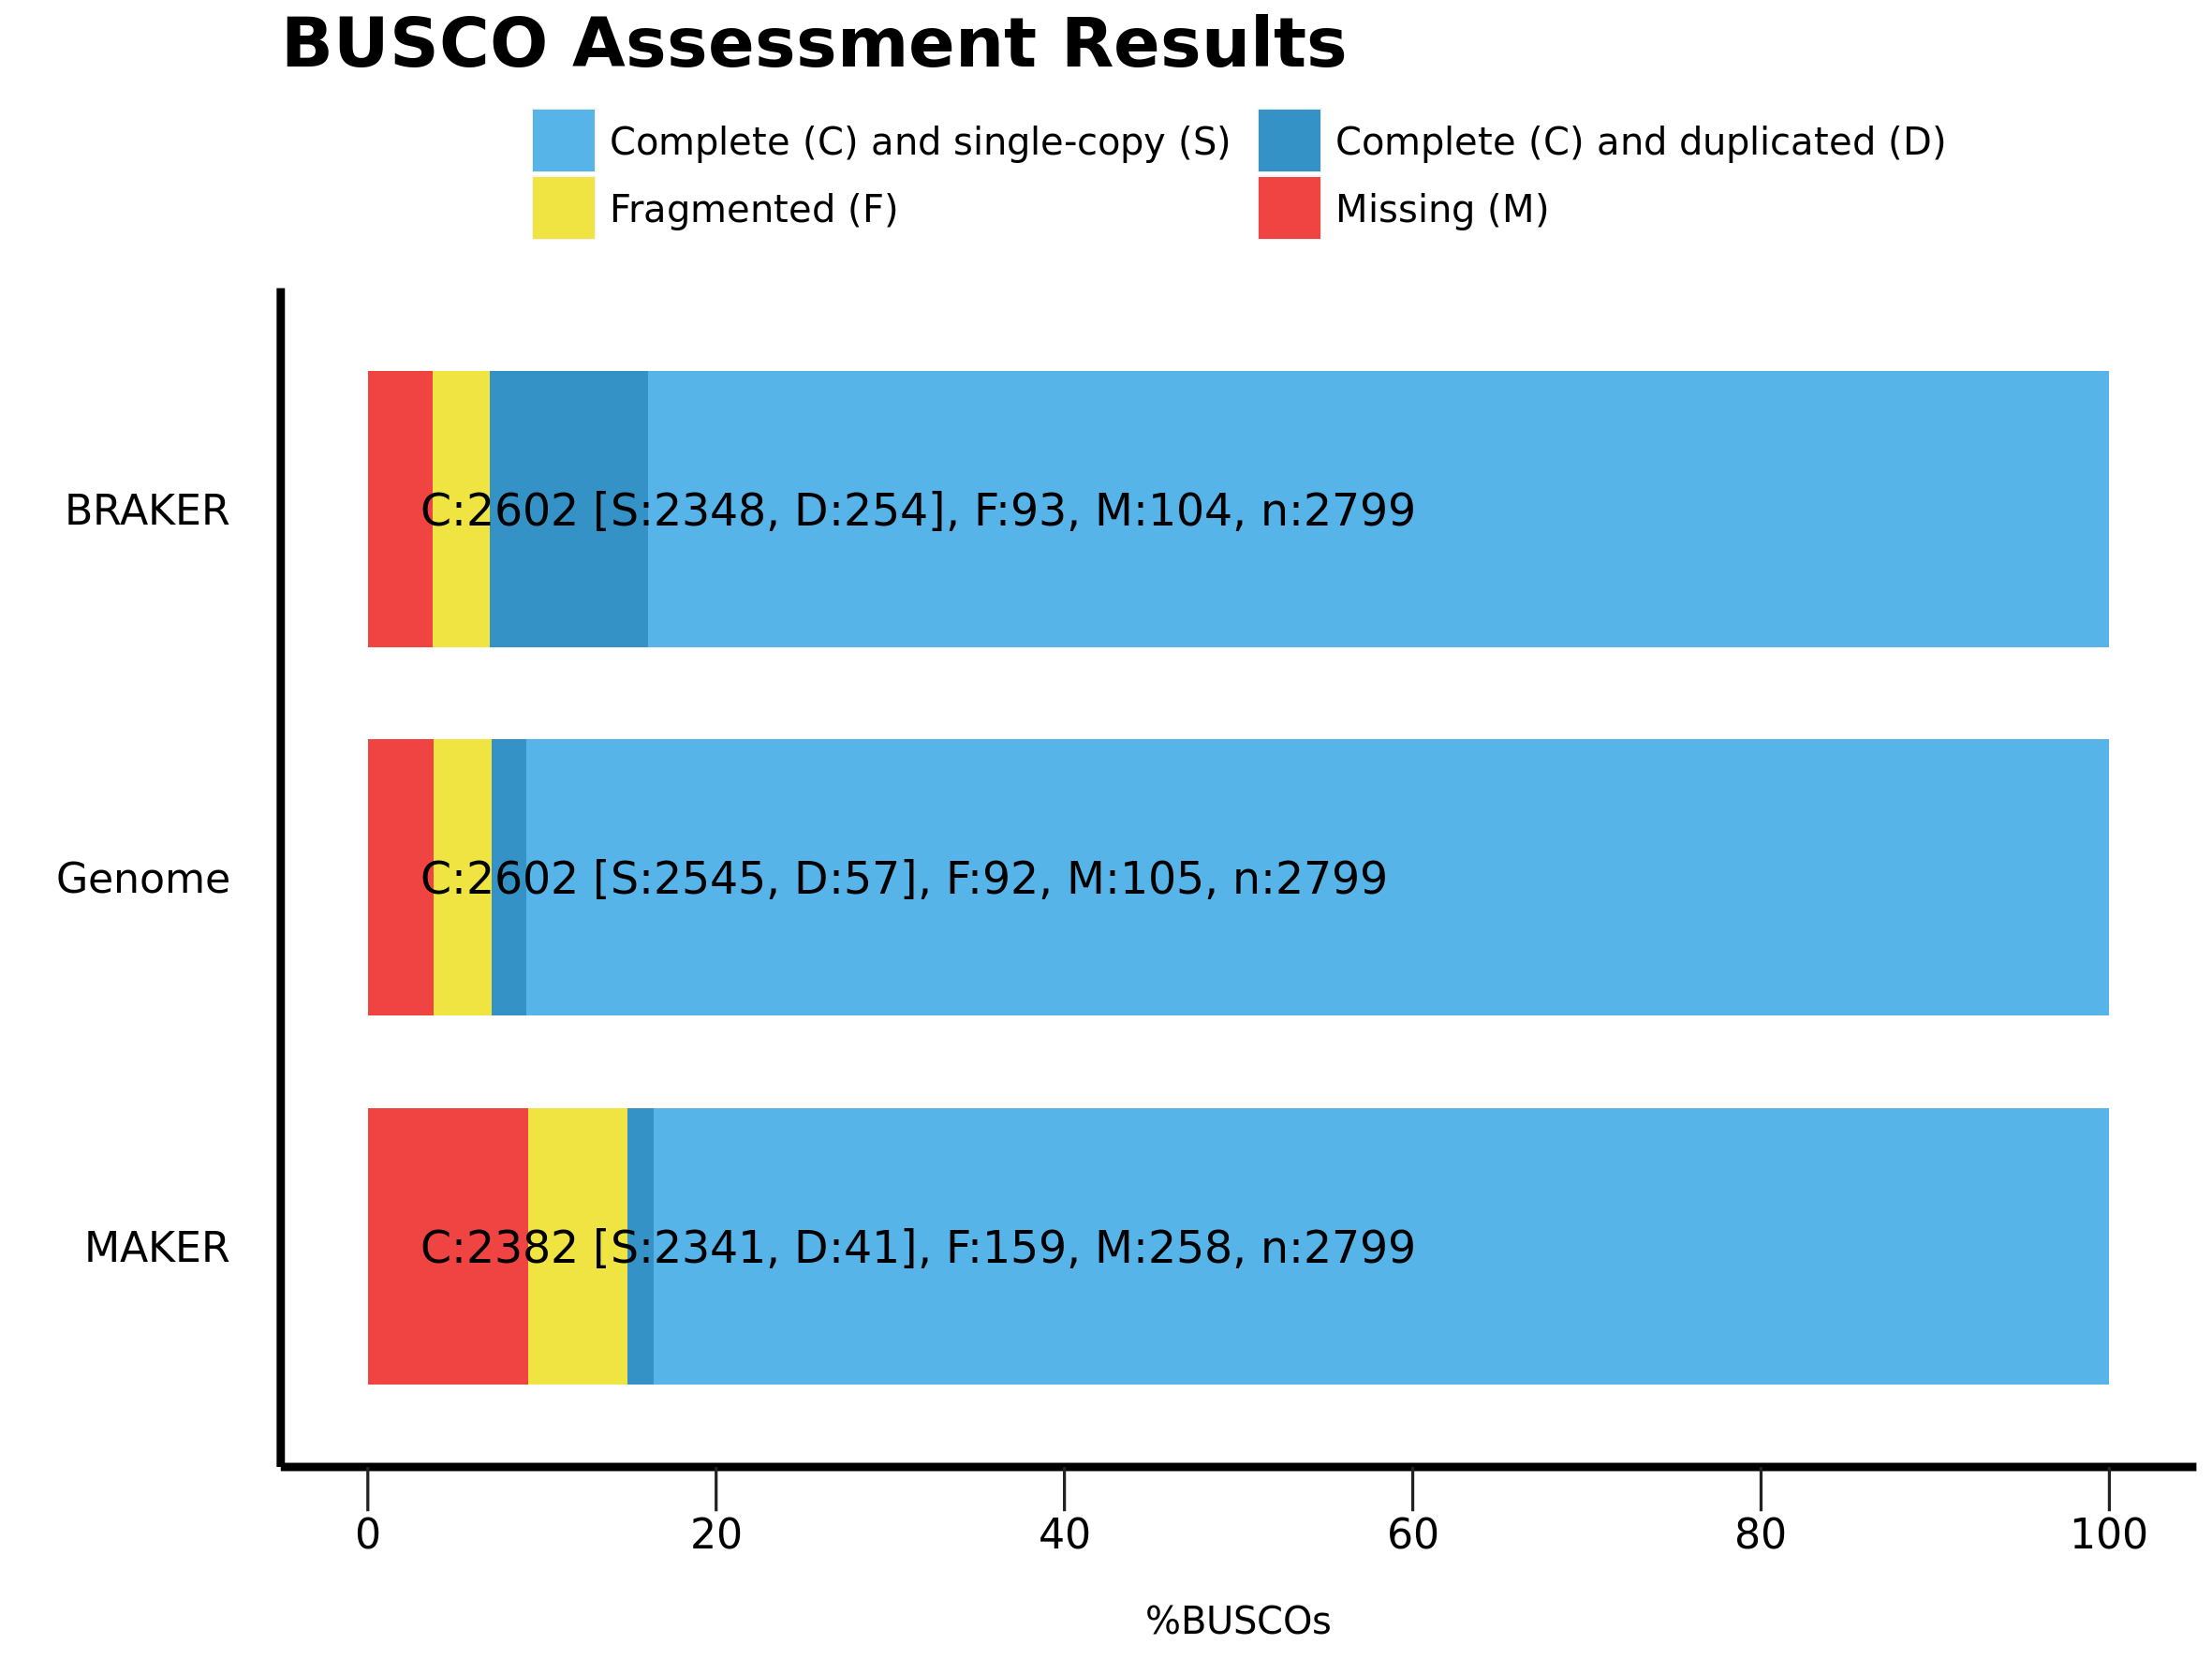 BUSCO Assessment Results
Complete (C) and single-copy (S) Complete (C) and duplicated (D)
Fragmented (F) Missing (M)
BRAKER C:2602 [S:2348, D:254], F:93, M:104, n:2799
Genome C:2602 [S:2545, D:57], F:92, M:105, n:2799
MAKER C:2382 [S:2341, D:41], F:159, M:258, n:2799
0 20 40 60 80 100
%BUSCOs